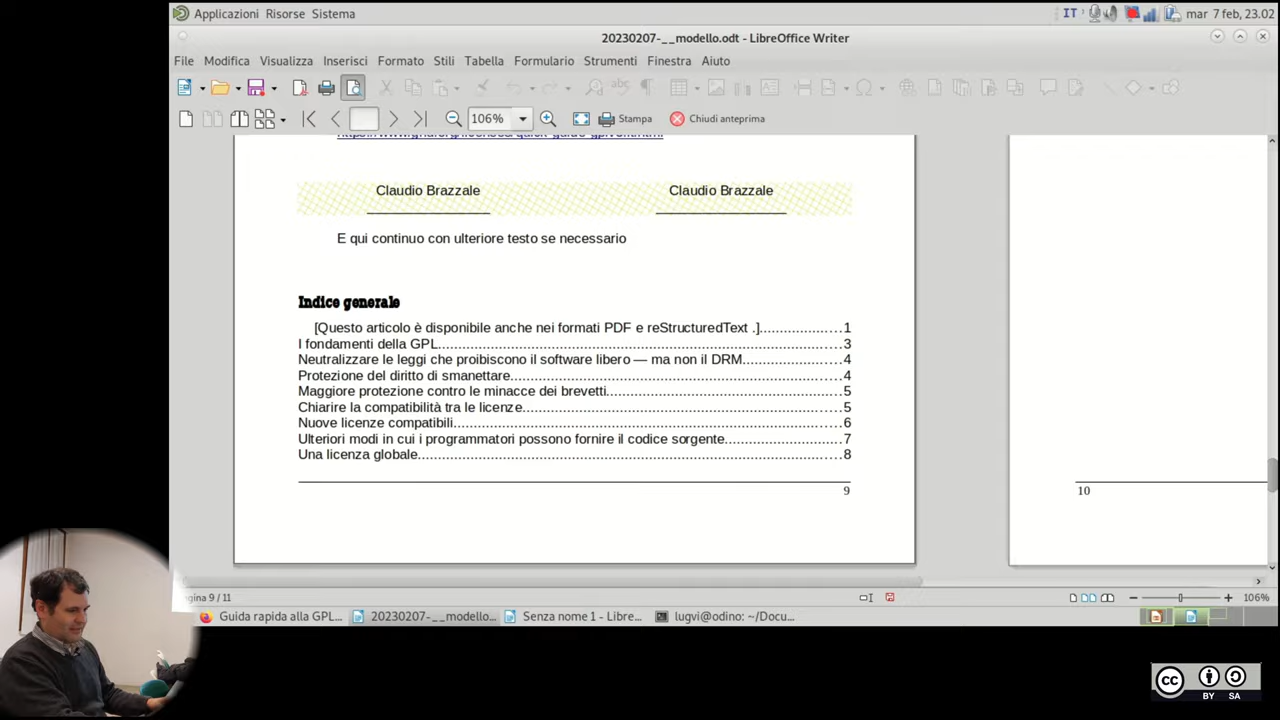 Applicazioni Risorse Sistema
IT
mar 7 feb, 23.02
20230207-__modello.odt - LibreOffice Writer
File Modifica Visualizza Inserisci Formato Stili Tabella Formulario Strumenti Finestra Aiuto
106%
Stampa
Chiudi anteprima
Claudio Brazzale Claudio Brazzale
E qui continuo con ulteriore testo se necessario
Indice generale
[Questo articolo è disponibile anche nei formati PDF e reStructuredText .]....................1
I fondamenti della GPL....................3
Neutralizzare le leggi che proibiscono il software libero — ma non il DRM....................4
Protezione del diritto di smanettare....................4
Maggiore protezione contro le minacce dei brevetti....................5
Chiarire la compatibilità tra le licenze....................5
Nuove licenze compatibili....................6
Ulteriori modi in cui i programmatori possono fornire il codice sorgente....................7
Una licenza globale....................8
9
10
agina 9 / 11
106%
Guida rapida alla GPL... 20230207-__modello... Senza nome 1 - Libre... lugvi@odino: ~/Docu...
cc
BY SA